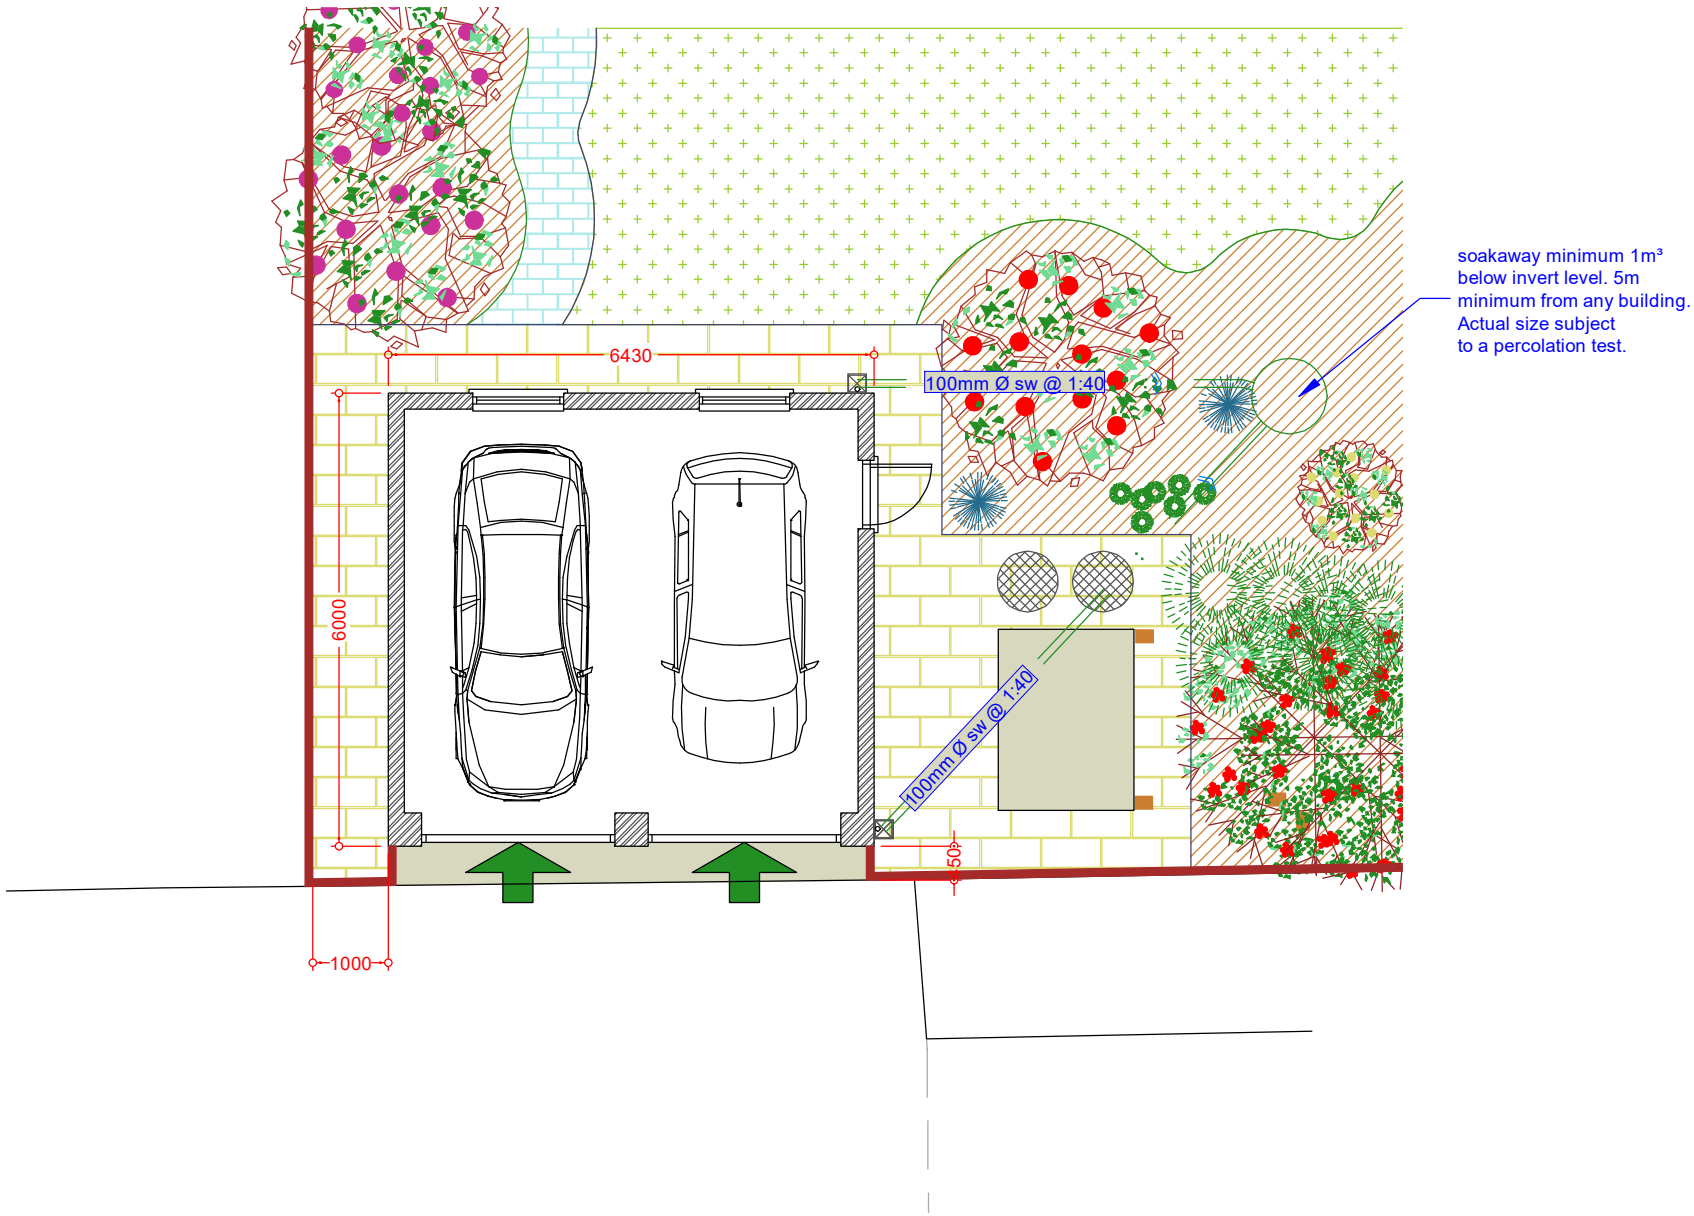 soakaway minimum 1m³
below invert level. 5m
minimum from any building.
Actual size subject
to a percolation test.
6430
100mm Ø sw @ 1:40
6000
100mm Ø sw @ 1:40
450
1000